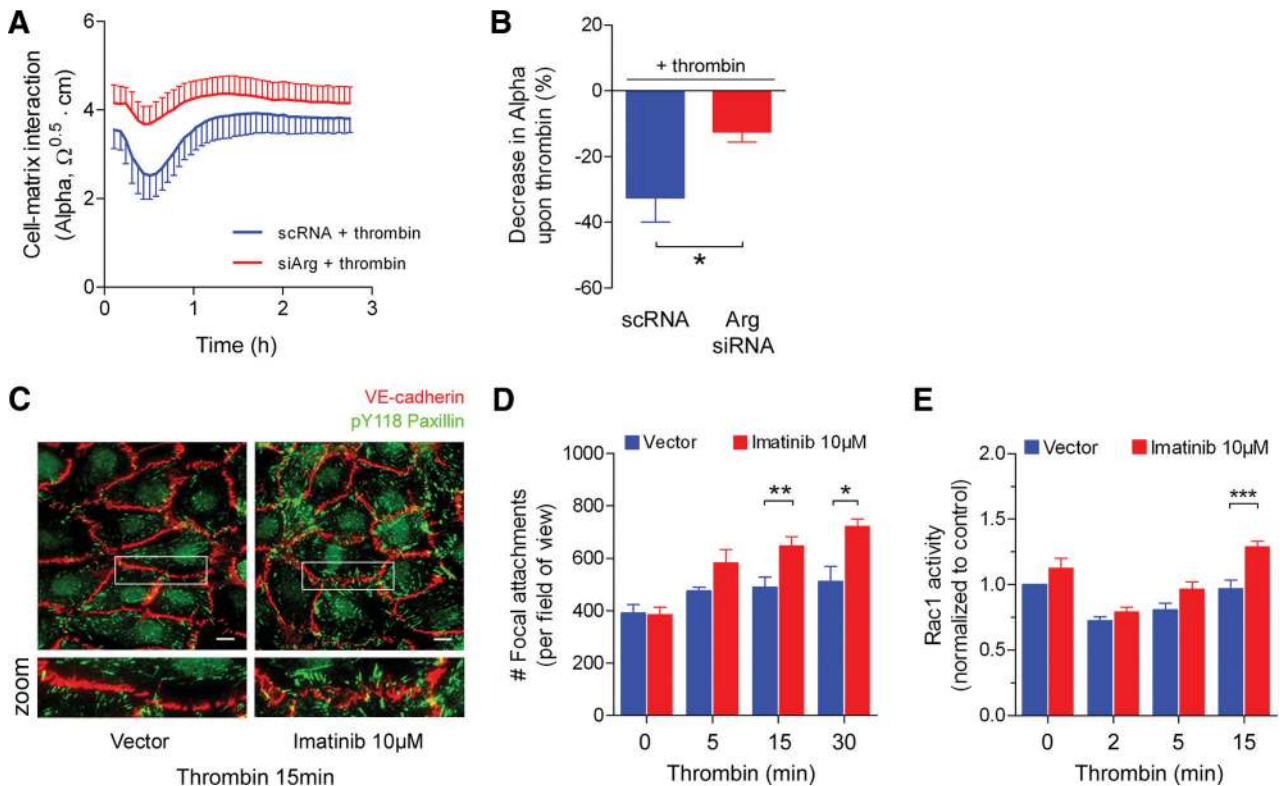 A
6
4
2
0
Cell-matrix interaction
(Alpha, Ω0.5 . cm)
scRNA + thrombin
siArg + thrombin
0 1 2 3
Time (h)
B
20
0
-20
-40
-60
Decrease in Alpha
upon thrombin (%)
+ thrombin
*
scRNA Arg
siRNA
C
VE-cadherin
pY118 Paxillin
zoom
Vector Imatinib 10µM
Thrombin 15min
D
Vector Imatinib 10µM
1000
800
600
400
200
0
# Focal attachments
(per field of view)
** *
0 5 15 30
Thrombin (min)
E
Vector Imatinib 10µM
2.0
1.5
1.0
0.5
0.0
Rac1 activity
(normalized to control)
***
0 2 5 15
Thrombin (min)